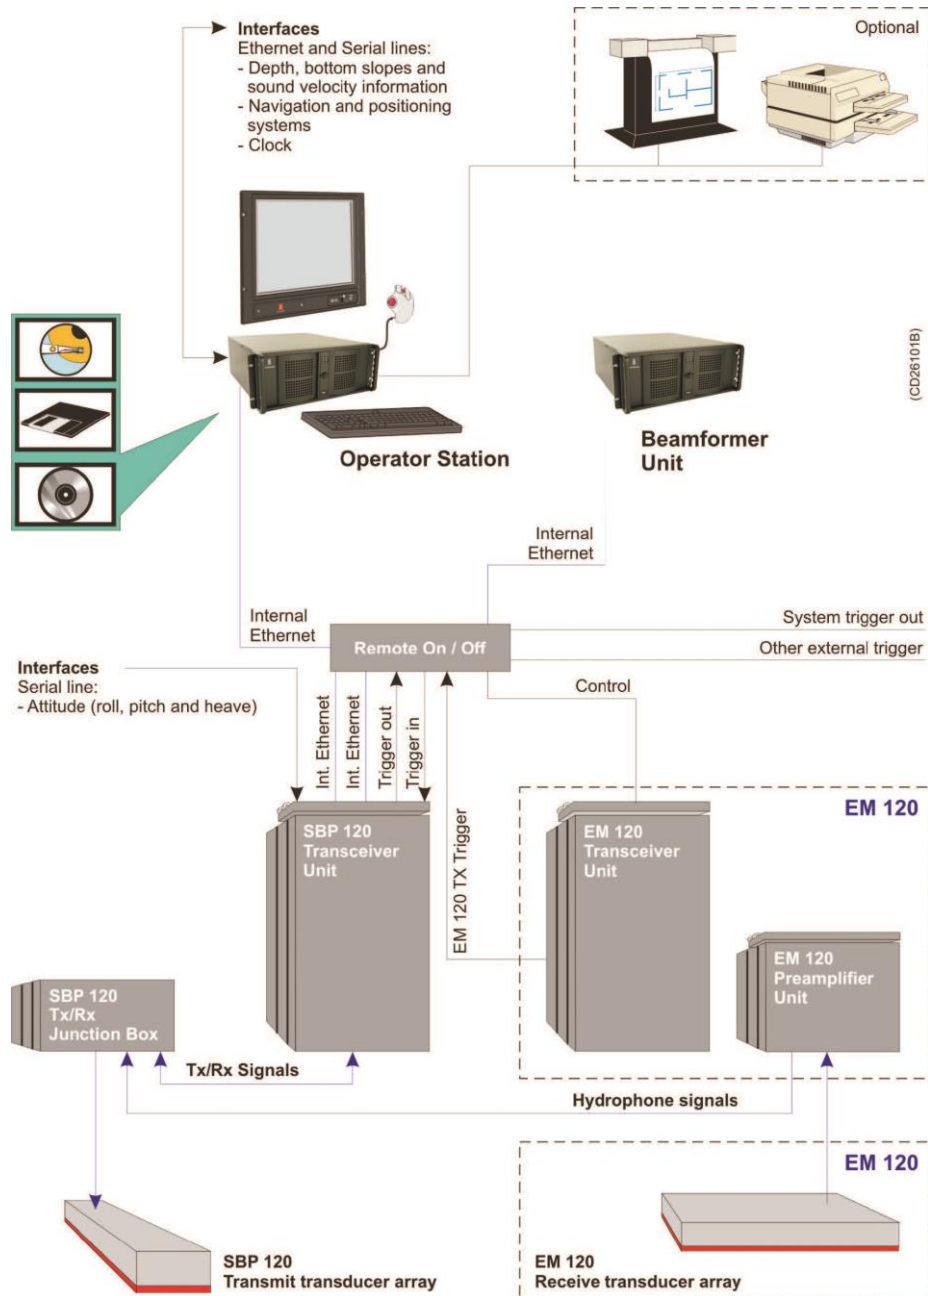 Interfaces
Ethernet and Serial lines:
- Depth, bottom slopes and
sound velocity information
- Navigation and positioning
systems
- Clock
Optional
(CD26101B)
Operator Station
Beamformer
Unit
Internal
Ethernet
Internal
Ethernet
Remote On / Off
System trigger out
Other external trigger
Interfaces
Serial line:
- Attitude (roll, pitch and heave)
Control
Int. Ethernet
Int. Ethernet
Trigger out
Trigger in
EM 120 TX Trigger
EM 120
SBP 120
Transceiver
Unit
EM 120
Transceiver
Unit
EM 120
Preamplifier
Unit
SBP 120
Tx/Rx
Junction Box
Tx/Rx Signals
Hydrophone signals
EM 120
SBP 120
Transmit transducer array
EM 120
Receive transducer array